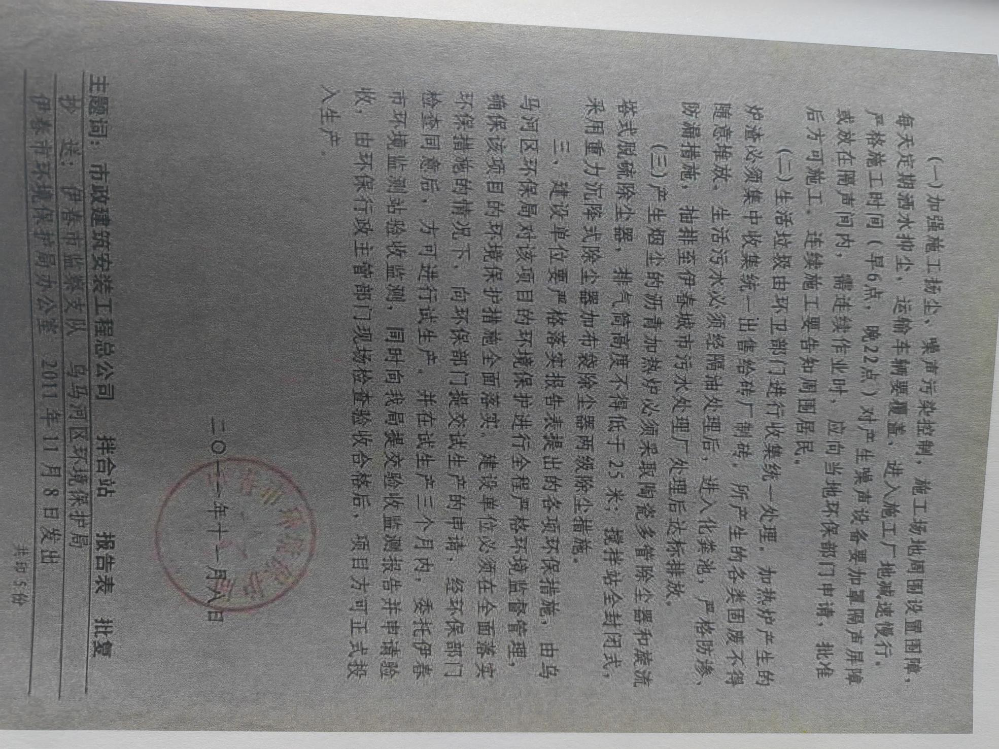 (一)加强施工扬尘、噪声污染控制，施工场地周围设置围障，
每天定期洒水抑尘，运输车辆要覆盖、进入施工厂地减速慢行。
严格施工时间(早6点，晚22点)对产生噪声设备要加罩隔声屏障
或放在隔声间内，需连续作业时，应向当地环保部门申请，批准
后方可施工。连续施工要告知周围居民。
(二)生活垃圾由环卫部门进行收集统一处理。加热炉产生的
炉渣必须集中收集统一出售给砖厂制砖。所产生的各类固废不得
随意堆放。生活污水必须经隔油处理后，进入化粪池，严格防渗、
防漏措施，抽排至伊春城市污水处理厂处理后达标排放。
(三)产生烟尘的沥青加热炉必须采取陶瓷多管除尘器和旋流
塔式脱硫除尘器，排气筒高度不得低于25米；搅拌站全封闭式，
采用重力沉降式除尘器加布袋除尘器两级除尘措施。
三、建设单位要严格落实报告表提出的各项环保措施，由乌
马河区环保局对该项目的环境保护进行全程严格环境监督管理，
确保该项目的环境保护措施全面落实。建设单位必须在全面落实
环保措施的情况下，向环保部门提交试生产的申请，经环保部门
检查同意后，方可进行试生产。并在试生产三个月内，委托伊春
市环境监测站验收监测，同时向我局提交验收监测报告并申请验
收，由环保行政主管部门现场检查验收合格后，项目方可正式投
入生产。
二〇一一年十一月八日
主题词：市政建筑安装工程总公司 拌合站 报告表 批复
抄 送：伊春市监察支队 乌马河区环境保护局
伊春市环境保护局办公室 2011年11月8日发出
共印5份